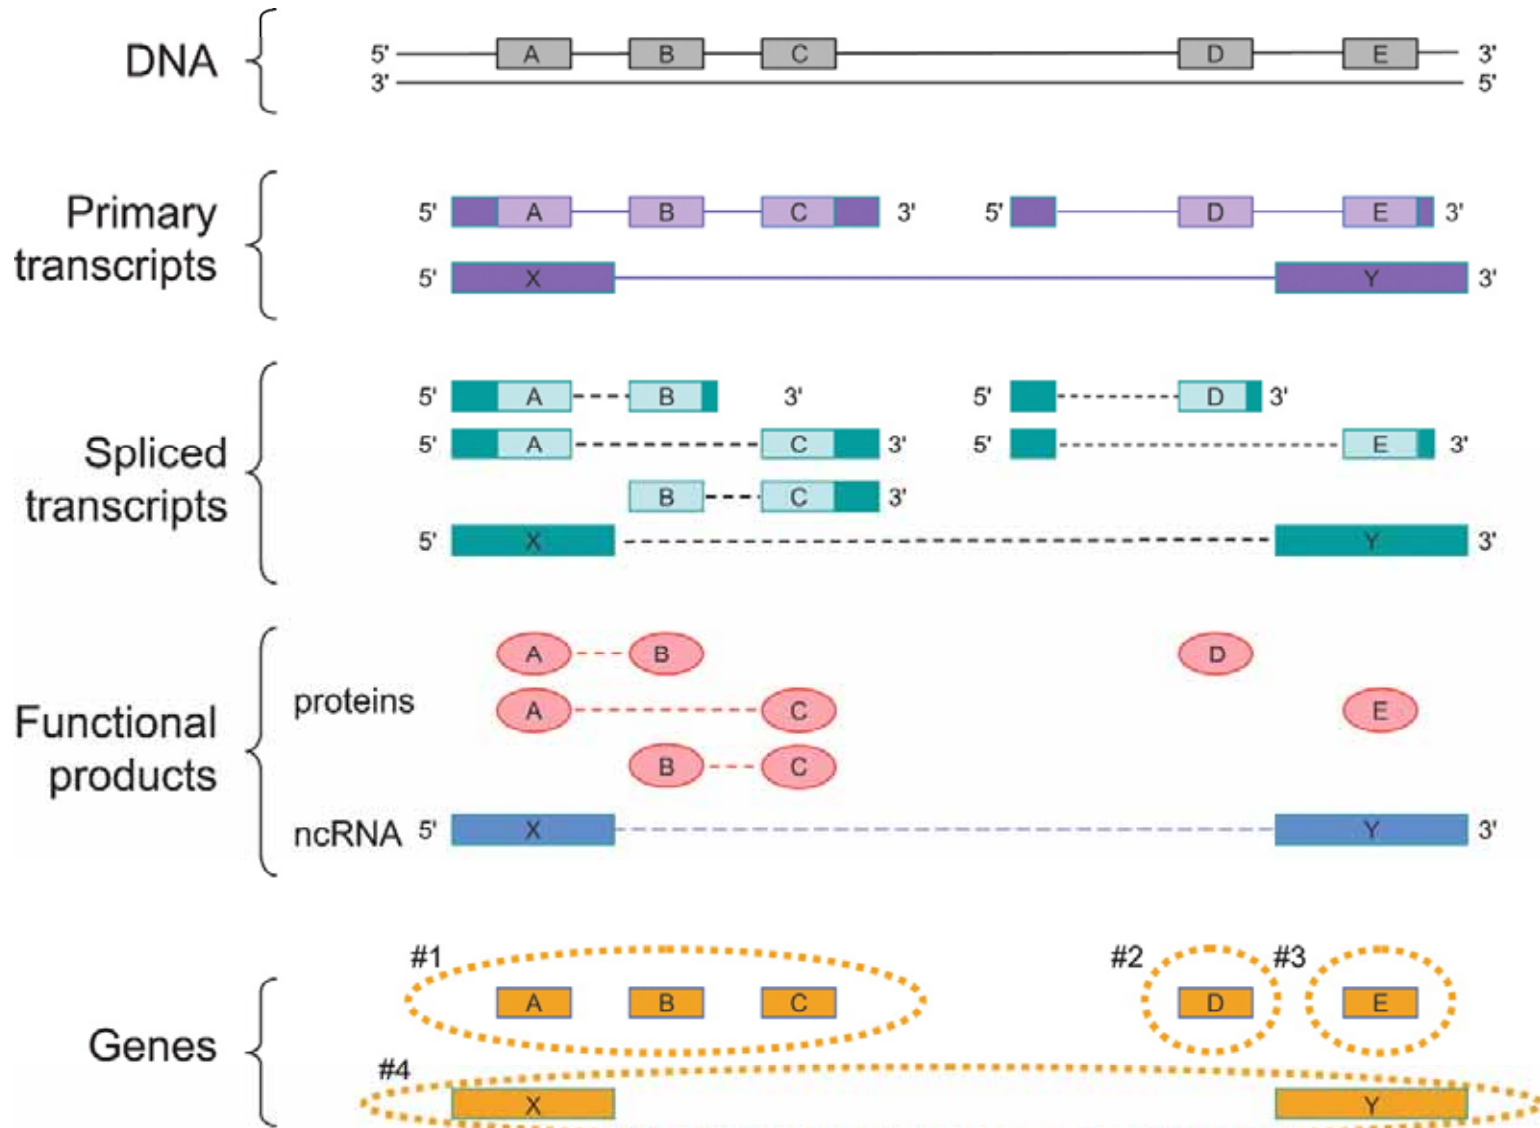 DNA
5' A B C D E 3'
3' 5'
Primary
transcripts
5' A B C 3' 5' D E 3'
5' X Y 3'
Spliced
transcripts
5' A B 3' 5' D 3'
5' A C 3' 5' E 3'
B C 3'
5' X Y 3'
Functional
products
proteins
A B D
A C E
B C
ncRNA 5' X Y 3'
Genes
#1 #2 #3
A B C D E
#4
X Y